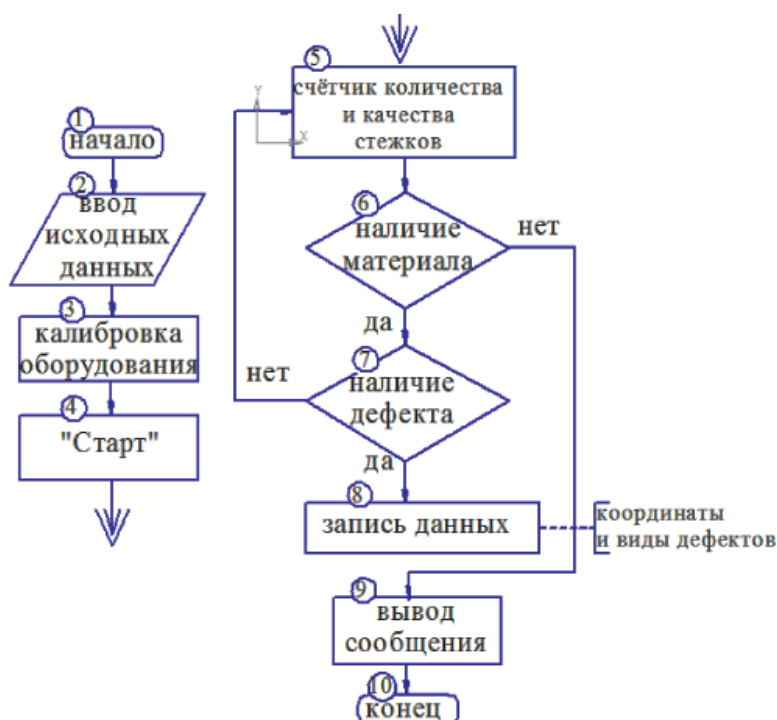 1
начало
2
ввод
исходных
данных
3
калибровка
оборудования
4
"Старт"
5
счётчик количества
и качества
стежков
Y
X
6
наличие
материала
нет
да
7
наличие
дефекта
нет
да
8
запись данных
координаты
и виды дефектов
9
вывод
сообщения
10
конец